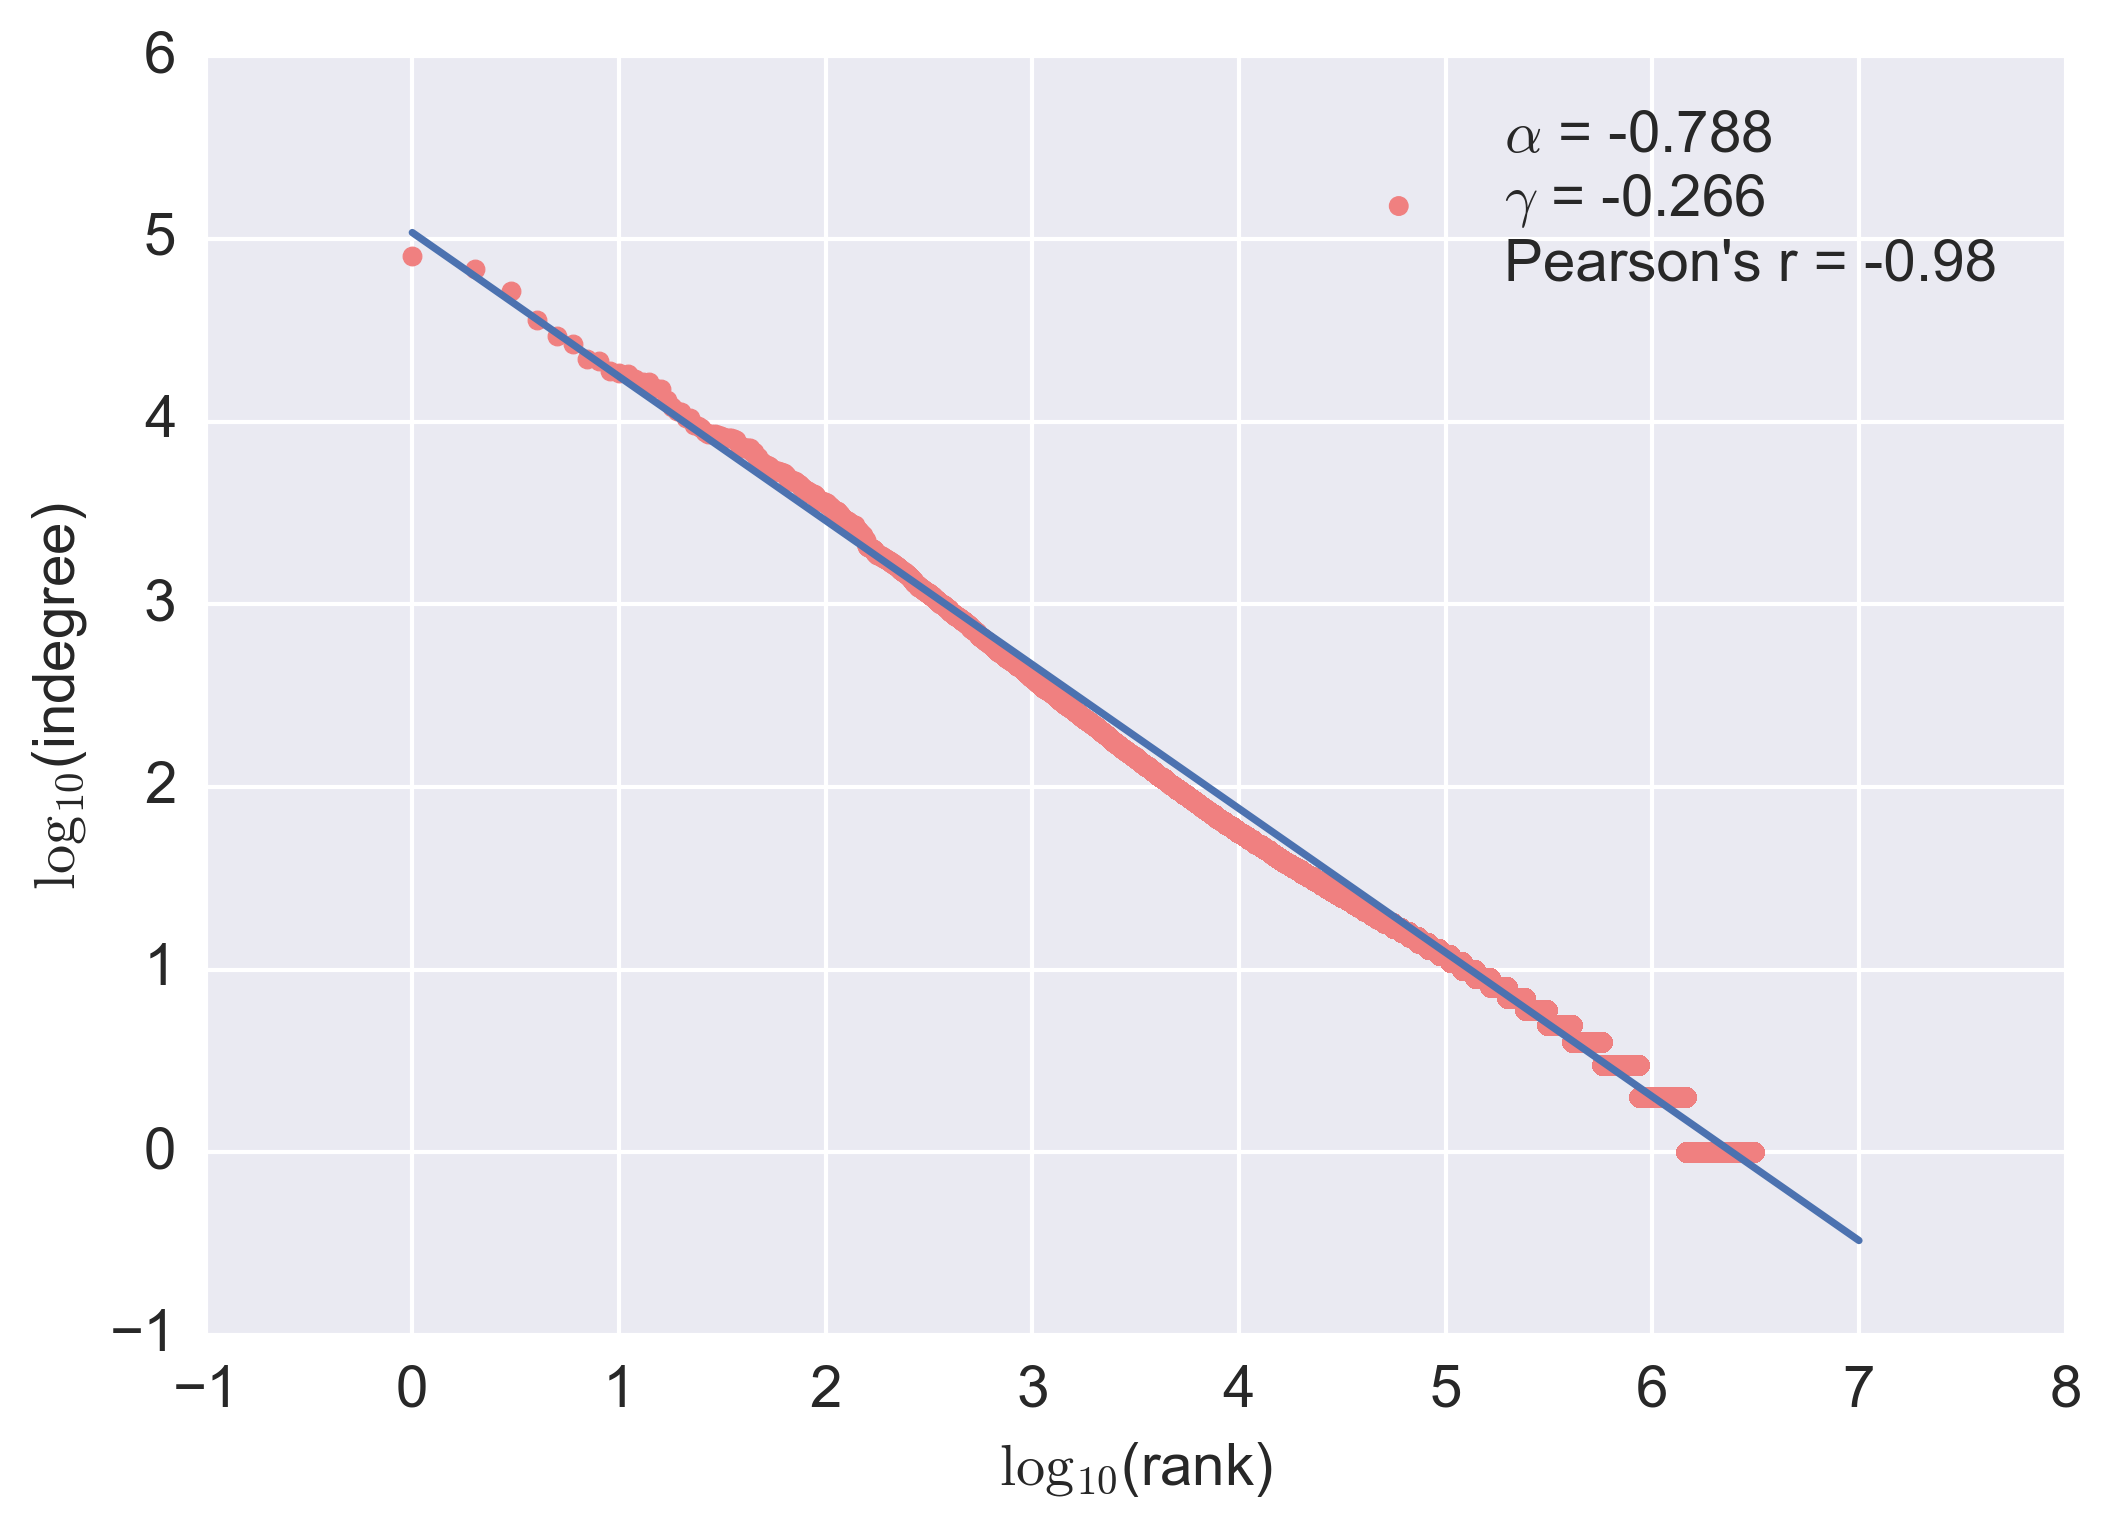 6
5
4
3
2
1
0
−1
log₁₀(indegree)
α = -0.788
γ = -0.266
Pearson's r = -0.98
−1 0 1 2 3 4 5 6 7 8
log₁₀(rank)